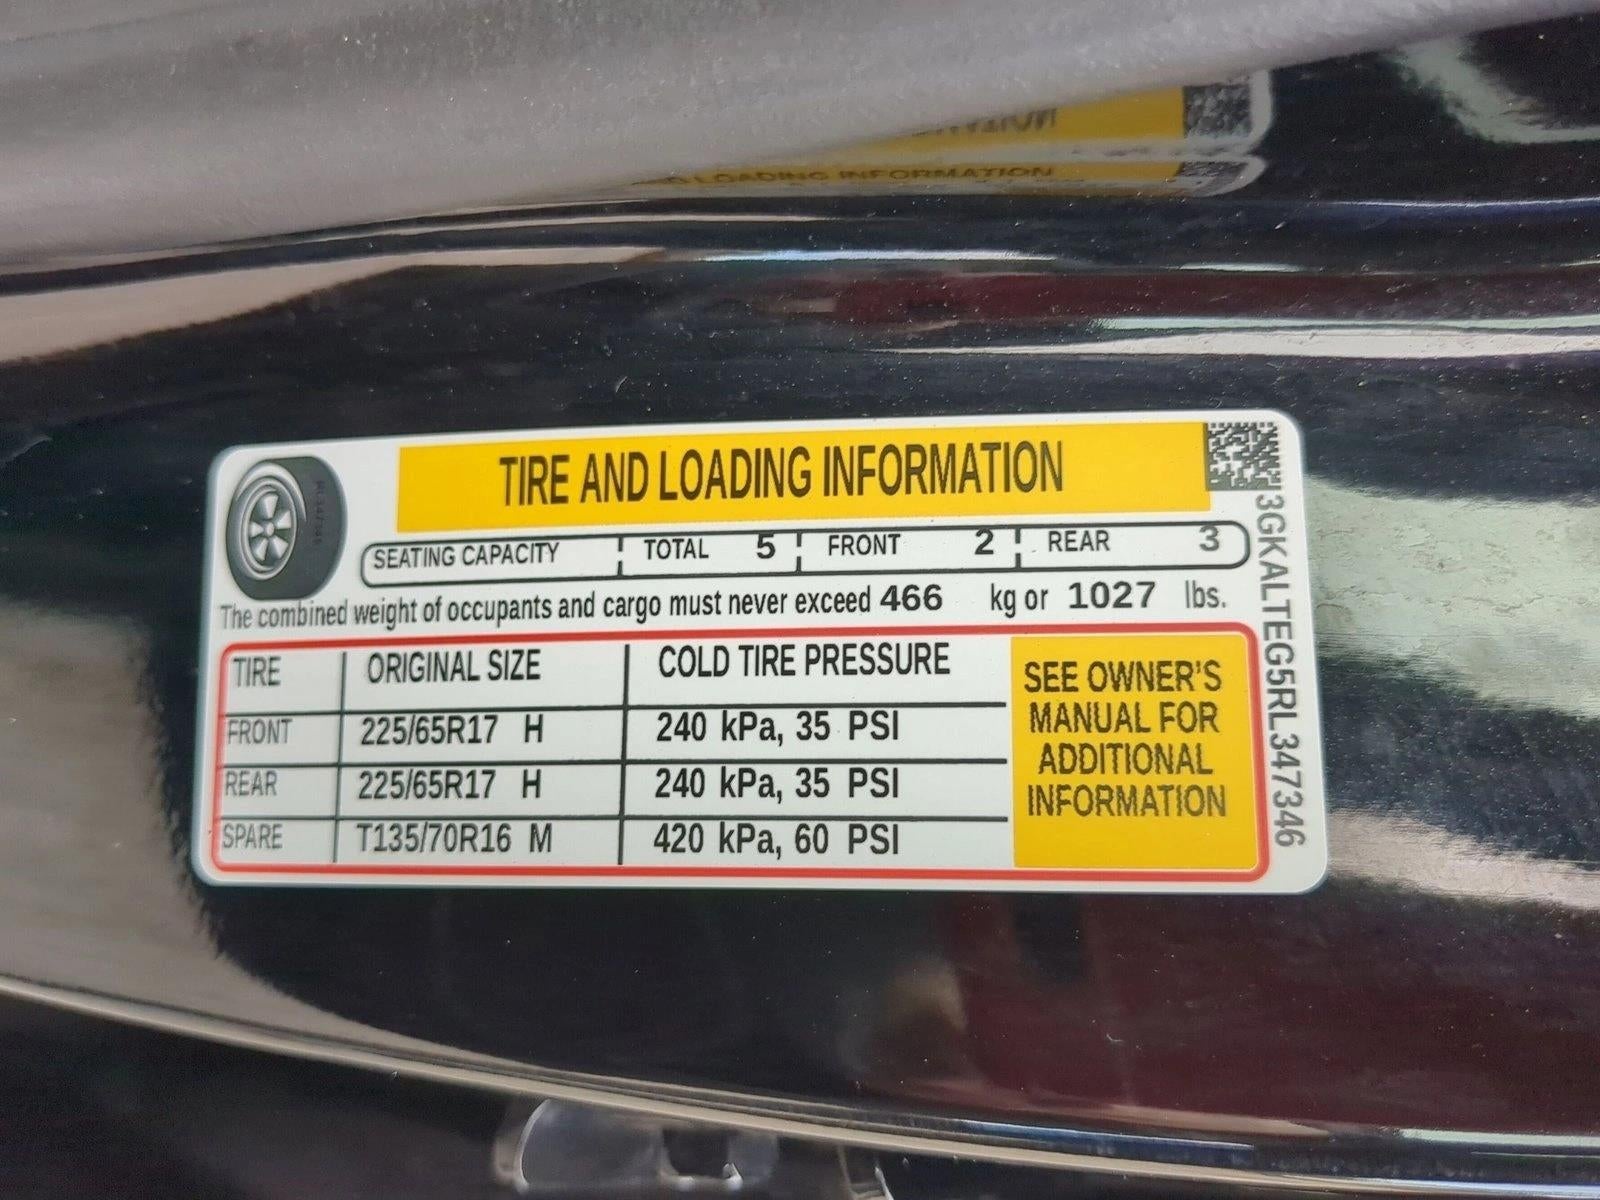 TIRE AND LOADING INFORMATION
SEATING CAPACITY TOTAL 5 FRONT 2 REAR 3
The combined weight of occupants and cargo must never exceed 466 kg or 1027 lbs.
TIRE ORIGINAL SIZE COLD TIRE PRESSURE
FRONT 225/65R17 H 240 kPa, 35 PSI
REAR 225/65R17 H 240 kPa, 35 PSI
SPARE T135/70R16 M 420 kPa, 60 PSI
SEE OWNER'S
MANUAL FOR
ADDITIONAL
INFORMATION
3GKALTEG5RL347346
LOADING INFORMATION